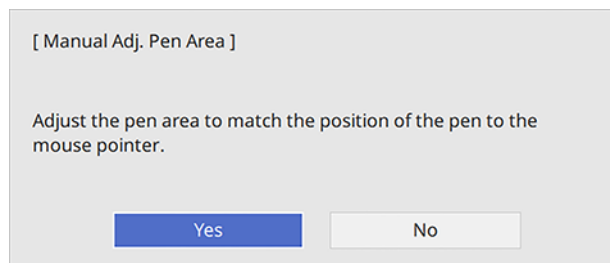 [ Manual Adj. Pen Area ]
Adjust the pen area to match the position of the pen to the
mouse pointer.
Yes
No